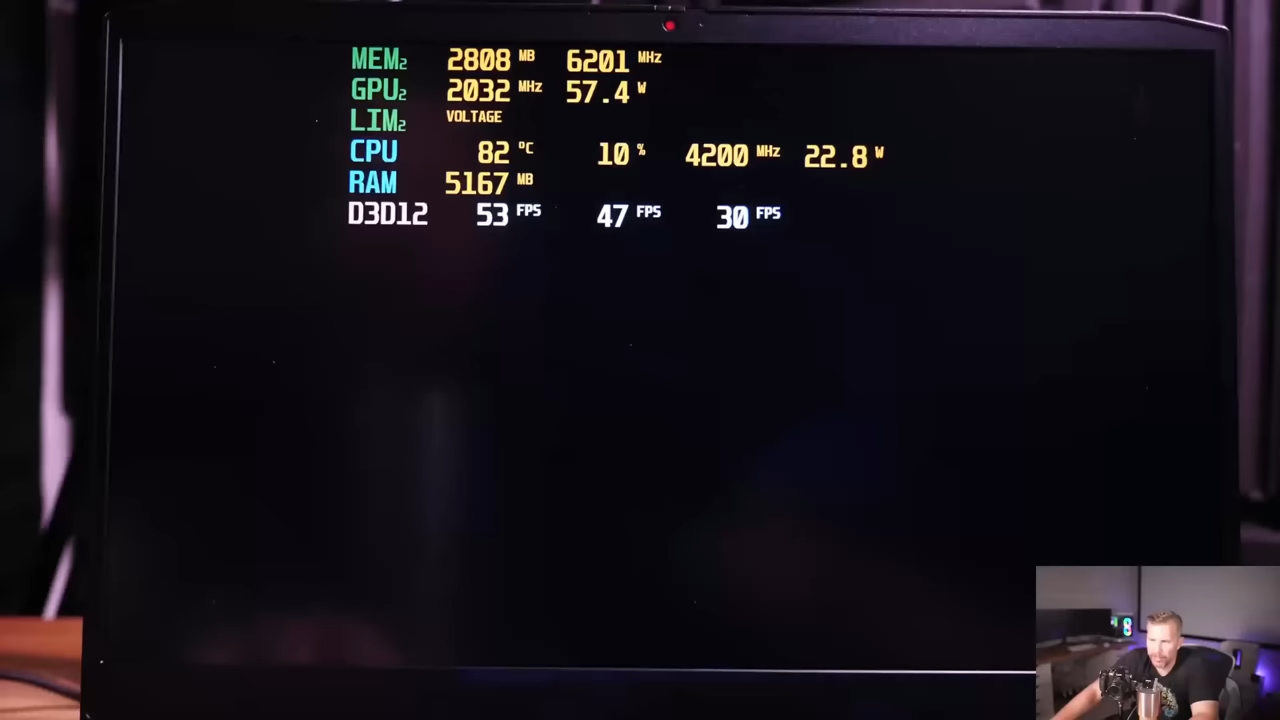 MEM2 2808 MB 6201 MHz
GPU2 2032 MHz 57.4 W
LIM2 VOLTAGE
CPU 82 °C 10 % 4200 MHz 22.8 W
RAM 5167 MB
D3D12 53 FPS 47 FPS 30 FPS